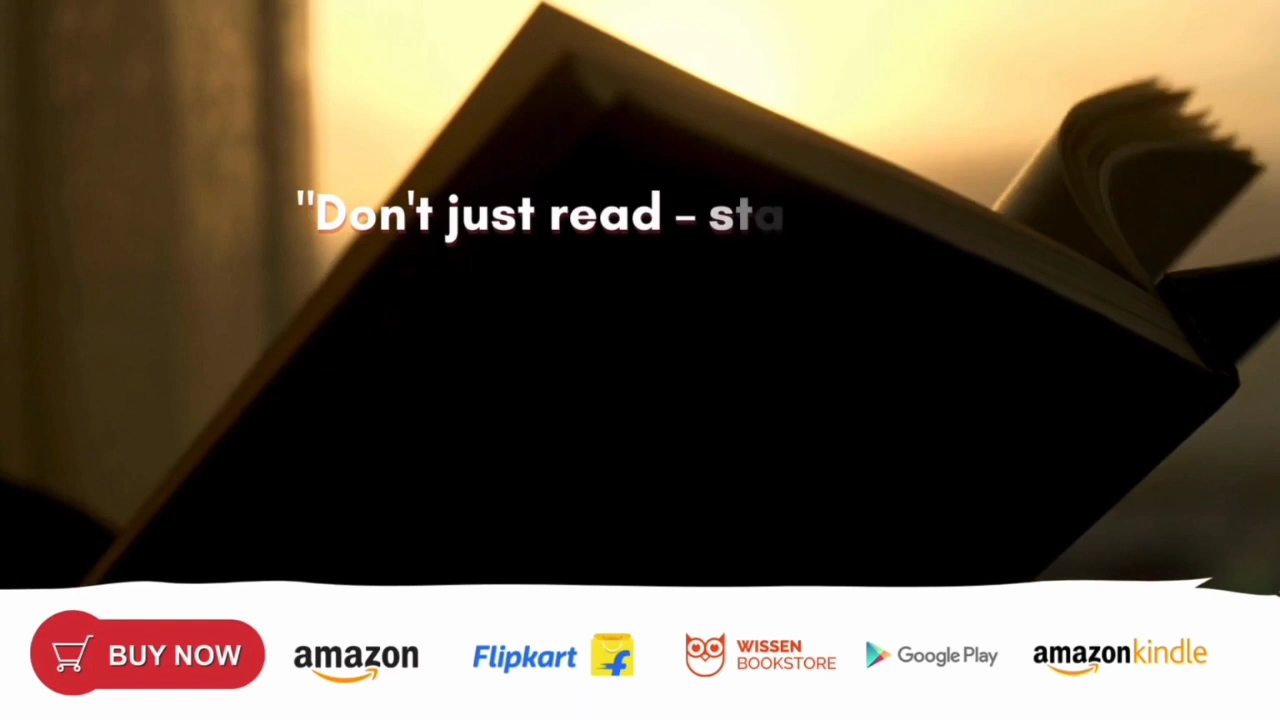 "Don't just read – sta
BUY NOW
amazon
Flipkart
WISSEN
BOOKSTORE
Google Play
amazonkindle